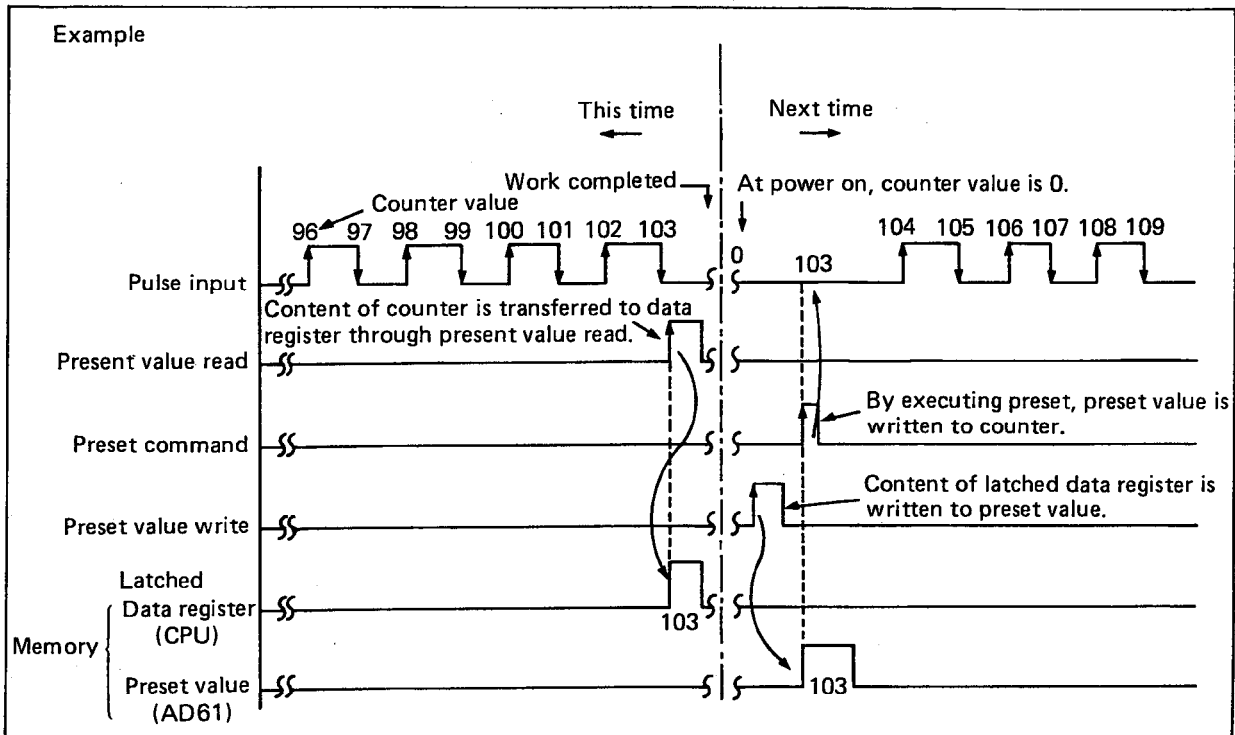 Example
This time
Next time
Work completed
At power on, counter value is 0.
Counter value
96 97 98 99 100 101 102 103
0
103
104 105 106 107 108 109
Pulse input
Content of counter is transferred to data
register through present value read.
Present value read
By executing preset, preset value is
written to counter.
Preset command
Content of latched data register is
written to preset value.
Preset value write
Latched
Data register
(CPU)
103
Memory
Preset value
(AD61)
103